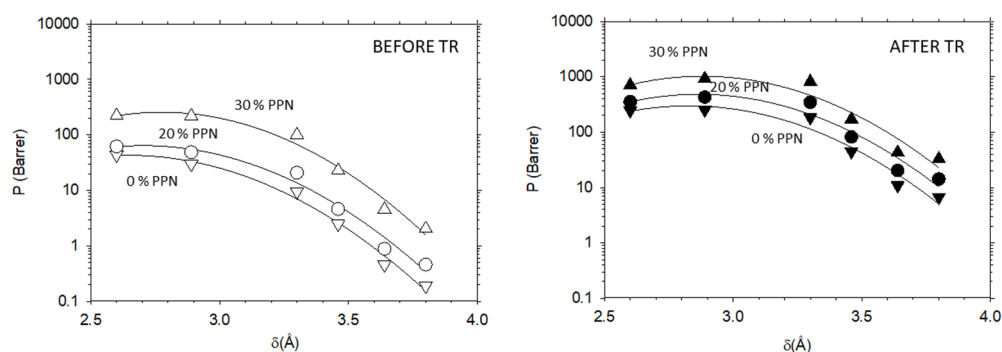 10000
1000
100
10
1
0.1
P (Barrer)
BEFORE TR
30 % PPN
20 % PPN
0 % PPN
2.5 3.0 3.5 4.0
δ(Å)
10000
1000
100
10
1
0.1
P (Barrer)
AFTER TR
30 % PPN
20 % PPN
0 % PPN
2.5 3.0 3.5 4.0
δ(Å)